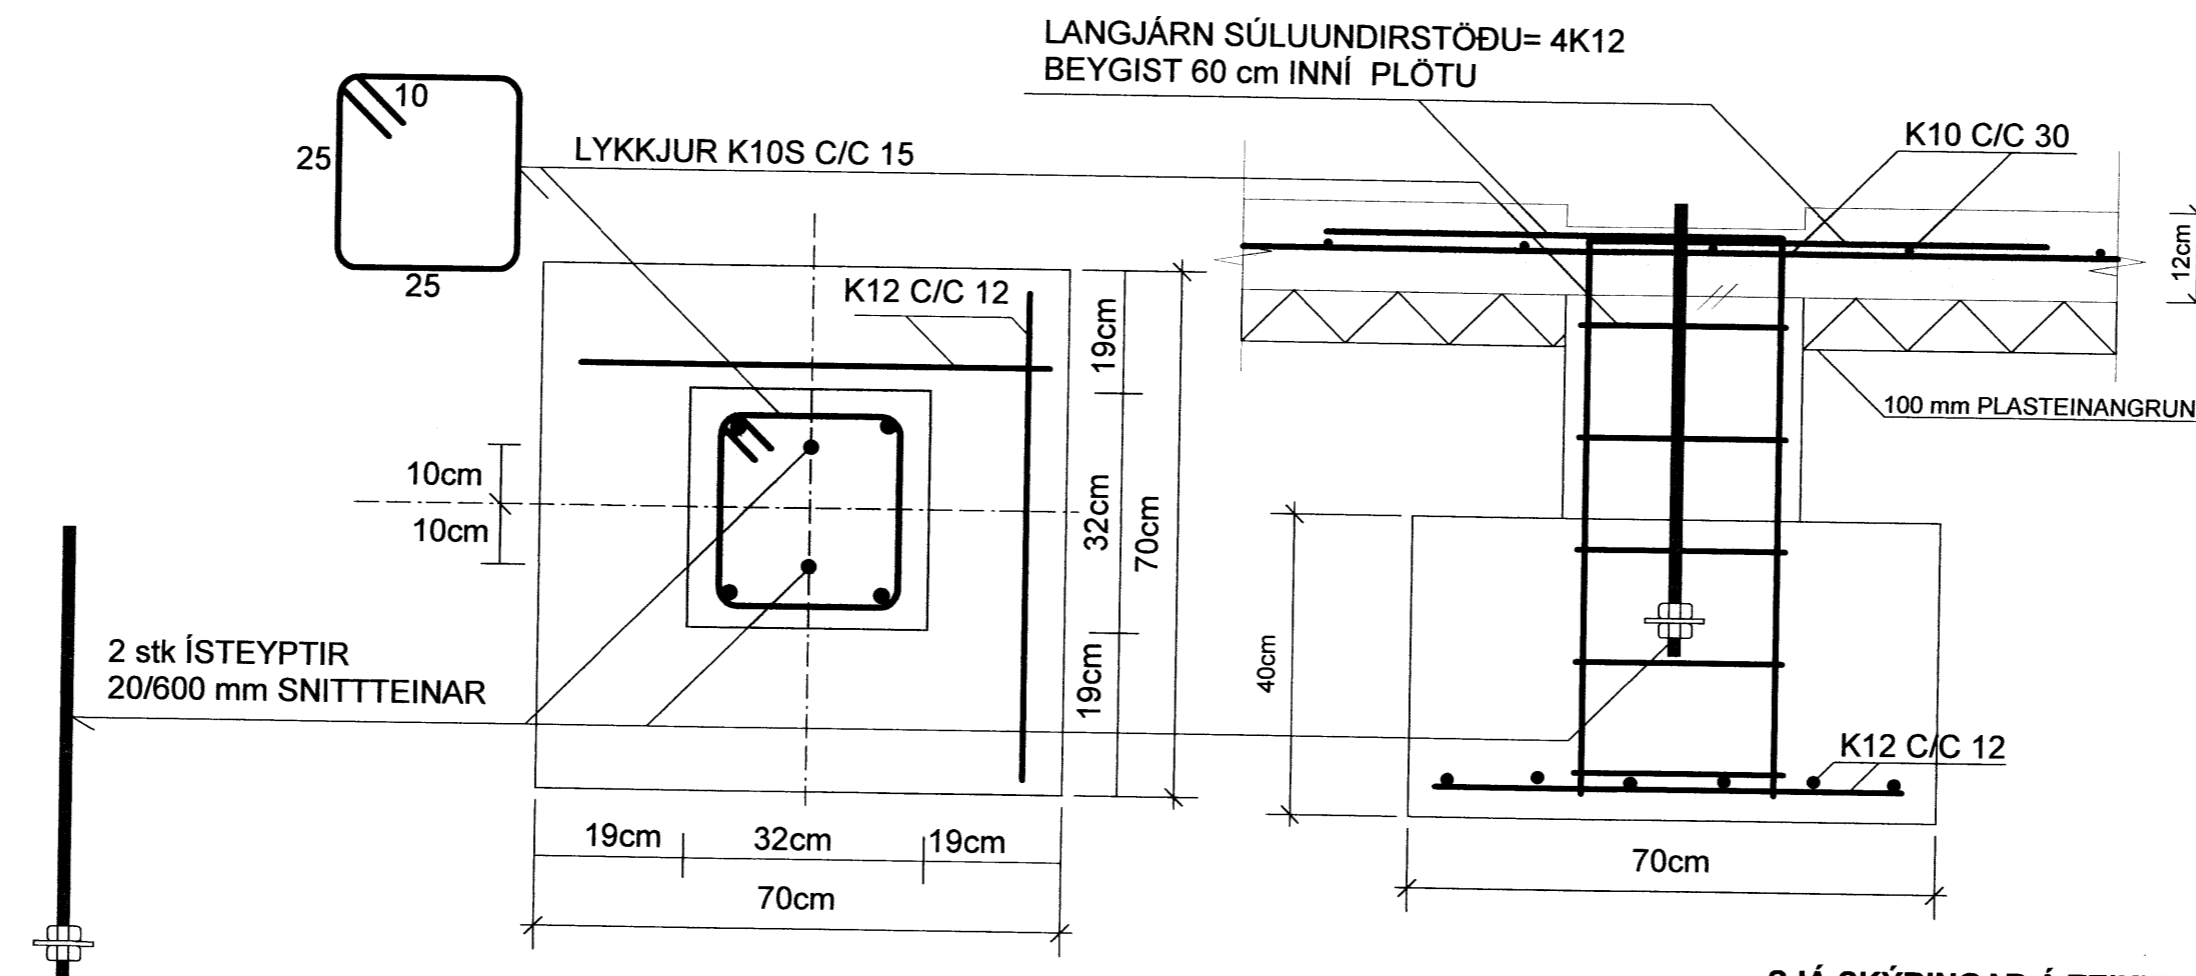 LANGJÁRN SÚLUUNDIRSTÖÐU= 4K12
BEYGIST 60 cm INNÍ PLÖTU
10
25
25
LYKKJUR K10S C/C 15
K10 C/C 30
12cm
K12 C/C 12
19cm
32cm
19cm
70cm
100 mm PLASTEINANGRUN
10cm
10cm
2 stk ÍSTEYPTIR
20/600 mm SNITTTEINAR
40cm
K12 C/C 12
19cm
32cm
19cm
70cm
70cm